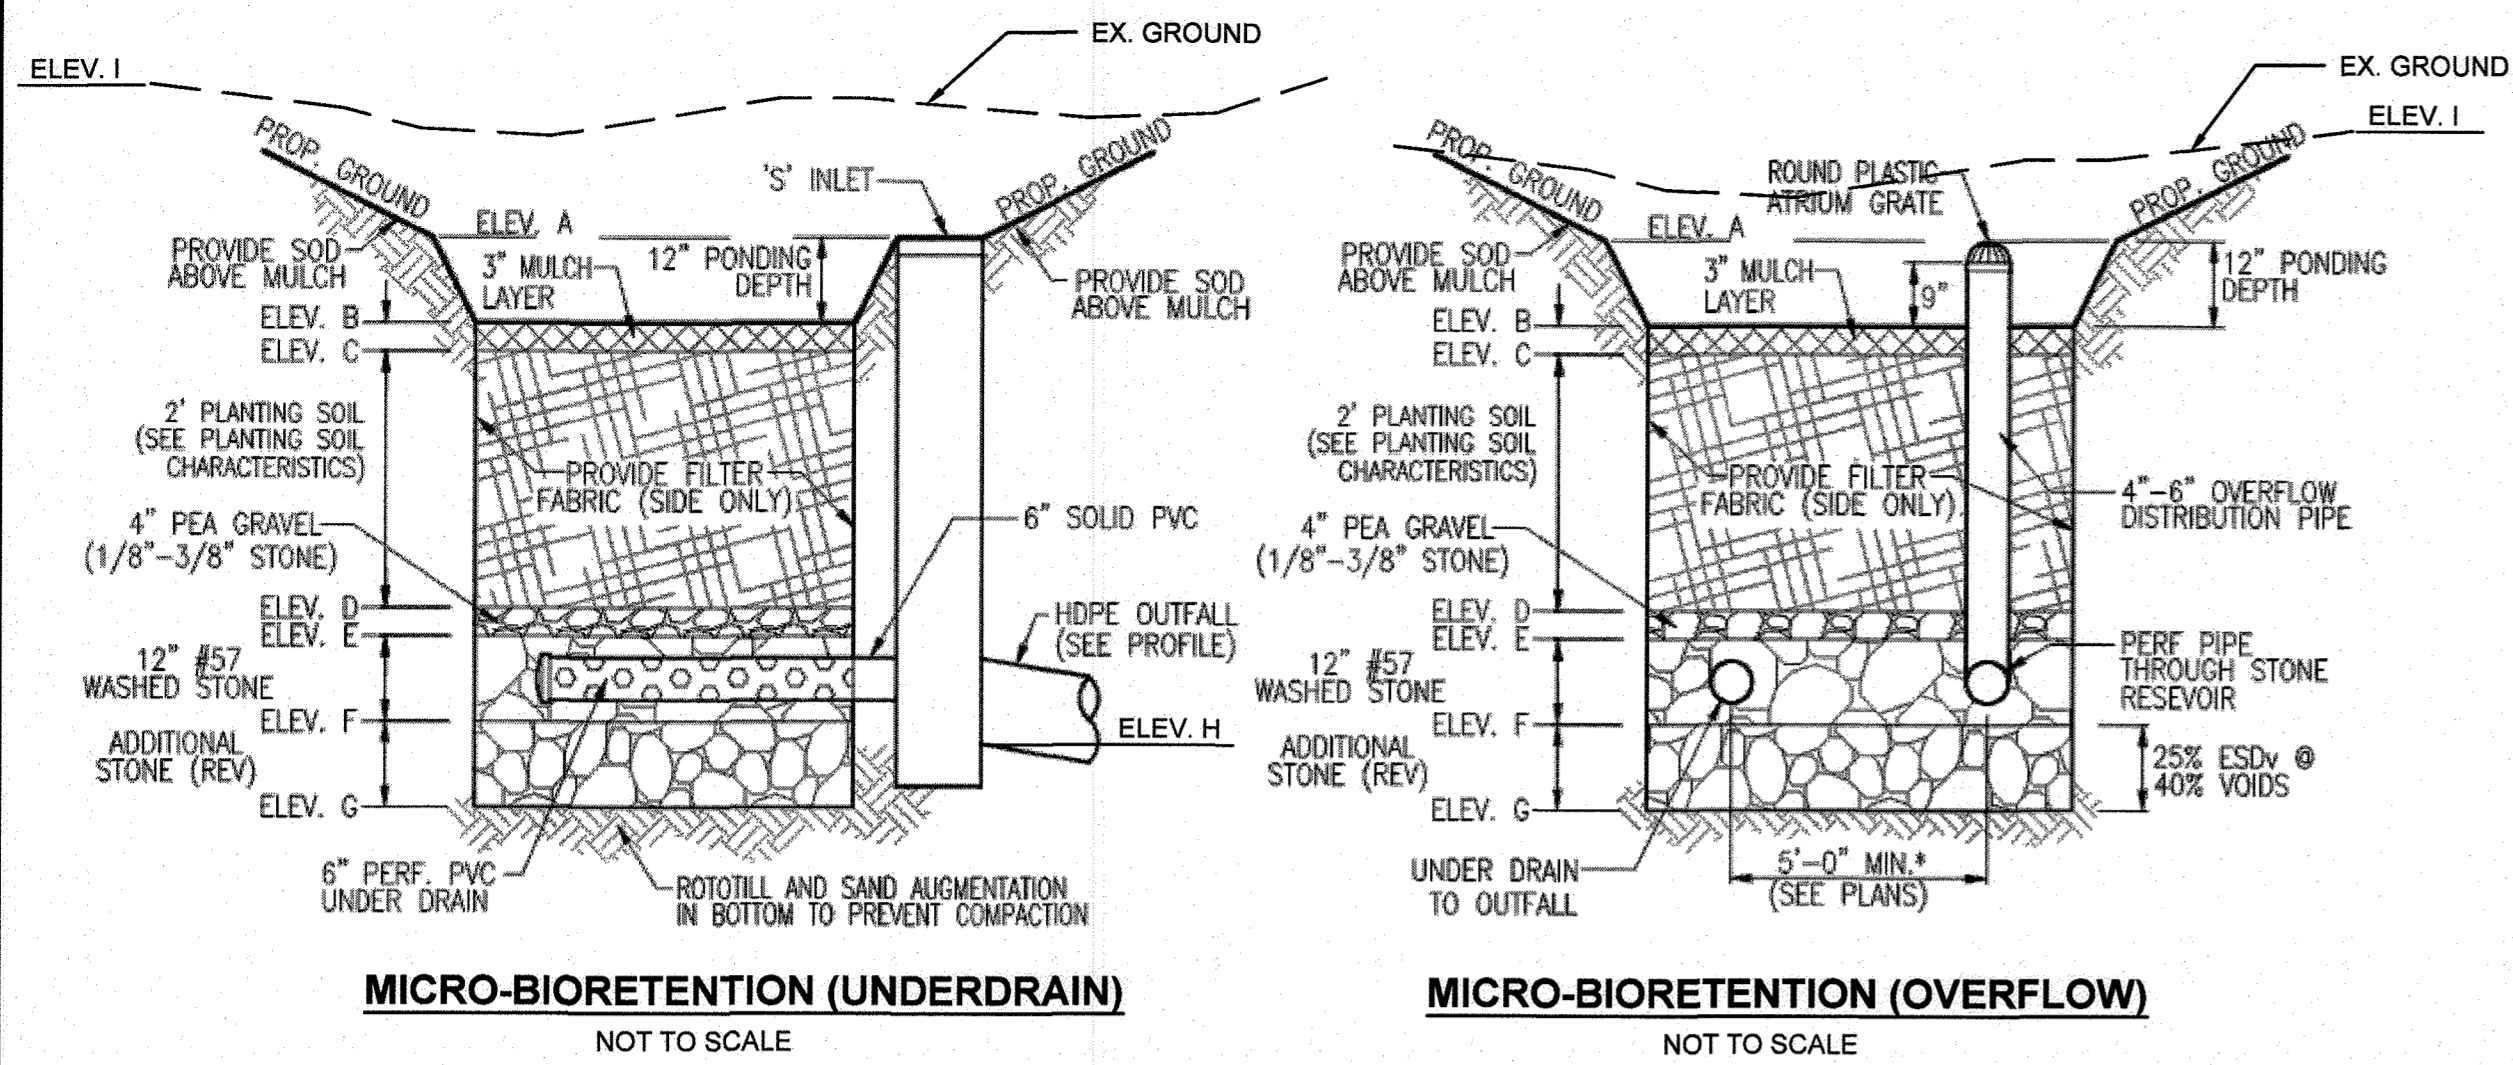 EX. GROUND
ELEV. I
PROP. GROUND
'S' INLET
PROP. GROUND
ELEV. A
PROVIDE SOD
ABOVE MULCH
3" MULCH
LAYER
12" PONDING
DEPTH
PROVIDE SOD
ABOVE MULCH
ELEV. B
ELEV. C
2' PLANTING SOIL
(SEE PLANTING SOIL
CHARACTERISTICS)
PROVIDE FILTER
FABRIC (SIDE ONLY)
4" PEA GRAVEL
(1/8"-3/8" STONE)
6" SOLID PVC
ELEV. D
ELEV. E
HDPE OUTFALL
(SEE PROFILE)
12" #57
WASHED STONE
ELEV. F
ELEV. H
ADDITIONAL
STONE (REV)
ELEV. G
6" PERF. PVC
UNDER DRAIN
ROTOTILL AND SAND AUGMENTATION
IN BOTTOM TO PREVENT COMPACTION
MICRO-BIORETENTION (UNDERDRAIN)
NOT TO SCALE
EX. GROUND
ELEV. I
PROP. GROUND
ROUND PLASTIC
ATRIUM GRATE
PROP. GROUND
ELEV. A
PROVIDE SOD
ABOVE MULCH
3" MULCH
LAYER
9"
12" PONDING
DEPTH
ELEV. B
ELEV. C
2' PLANTING SOIL
(SEE PLANTING SOIL
CHARACTERISTICS)
PROVIDE FILTER
FABRIC (SIDE ONLY)
4"-6" OVERFLOW
DISTRIBUTION PIPE
4" PEA GRAVEL
(1/8"-3/8" STONE)
ELEV. D
ELEV. E
PERF PIPE
THROUGH STONE
RESEVOIR
12" #57
WASHED STONE
ELEV. F
ADDITIONAL
STONE (REV)
25% ESDv @
40% VOIDS
ELEV. G
UNDER DRAIN
TO OUTFALL
5'-0" MIN.*
(SEE PLANS)
MICRO-BIORETENTION (OVERFLOW)
NOT TO SCALE